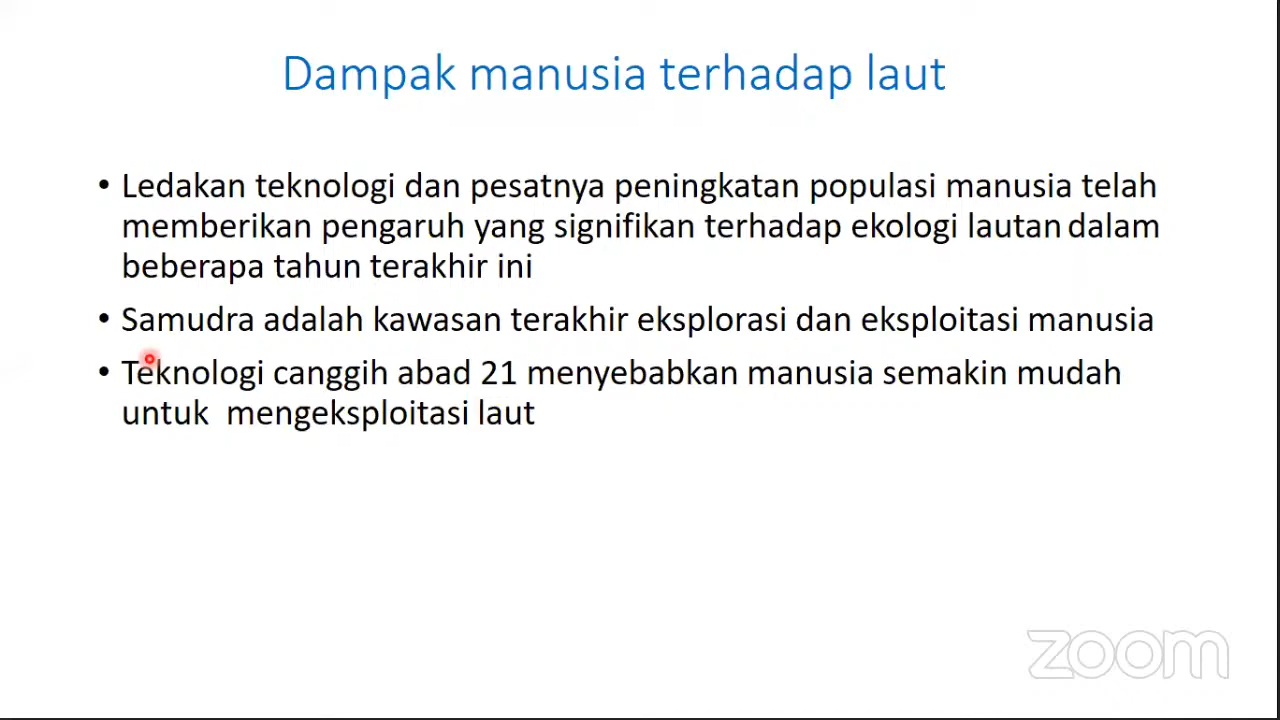 Dampak manusia terhadap laut
• Ledakan teknologi dan pesatnya peningkatan populasi manusia telah
memberikan pengaruh yang signifikan terhadap ekologi lautan dalam
beberapa tahun terakhir ini
• Samudra adalah kawasan terakhir eksplorasi dan eksploitasi manusia
• Teknologi canggih abad 21 menyebabkan manusia semakin mudah
untuk  mengeksploitasi laut
zoom